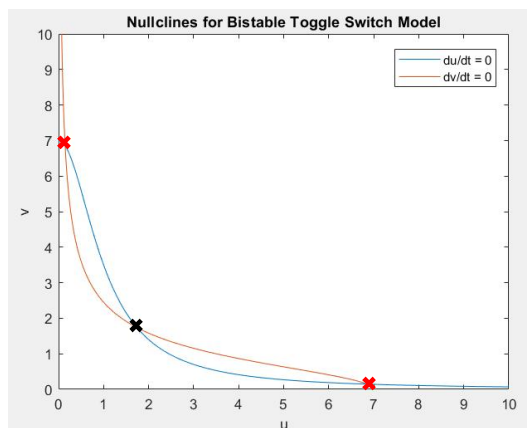 Nullclines for Bistable Toggle Switch Model
du/dt = 0
dv/dt = 0
10
9
8
7
6
5
4
3
2
1
0
v
0 1 2 3 4 5 6 7 8 9 10
u